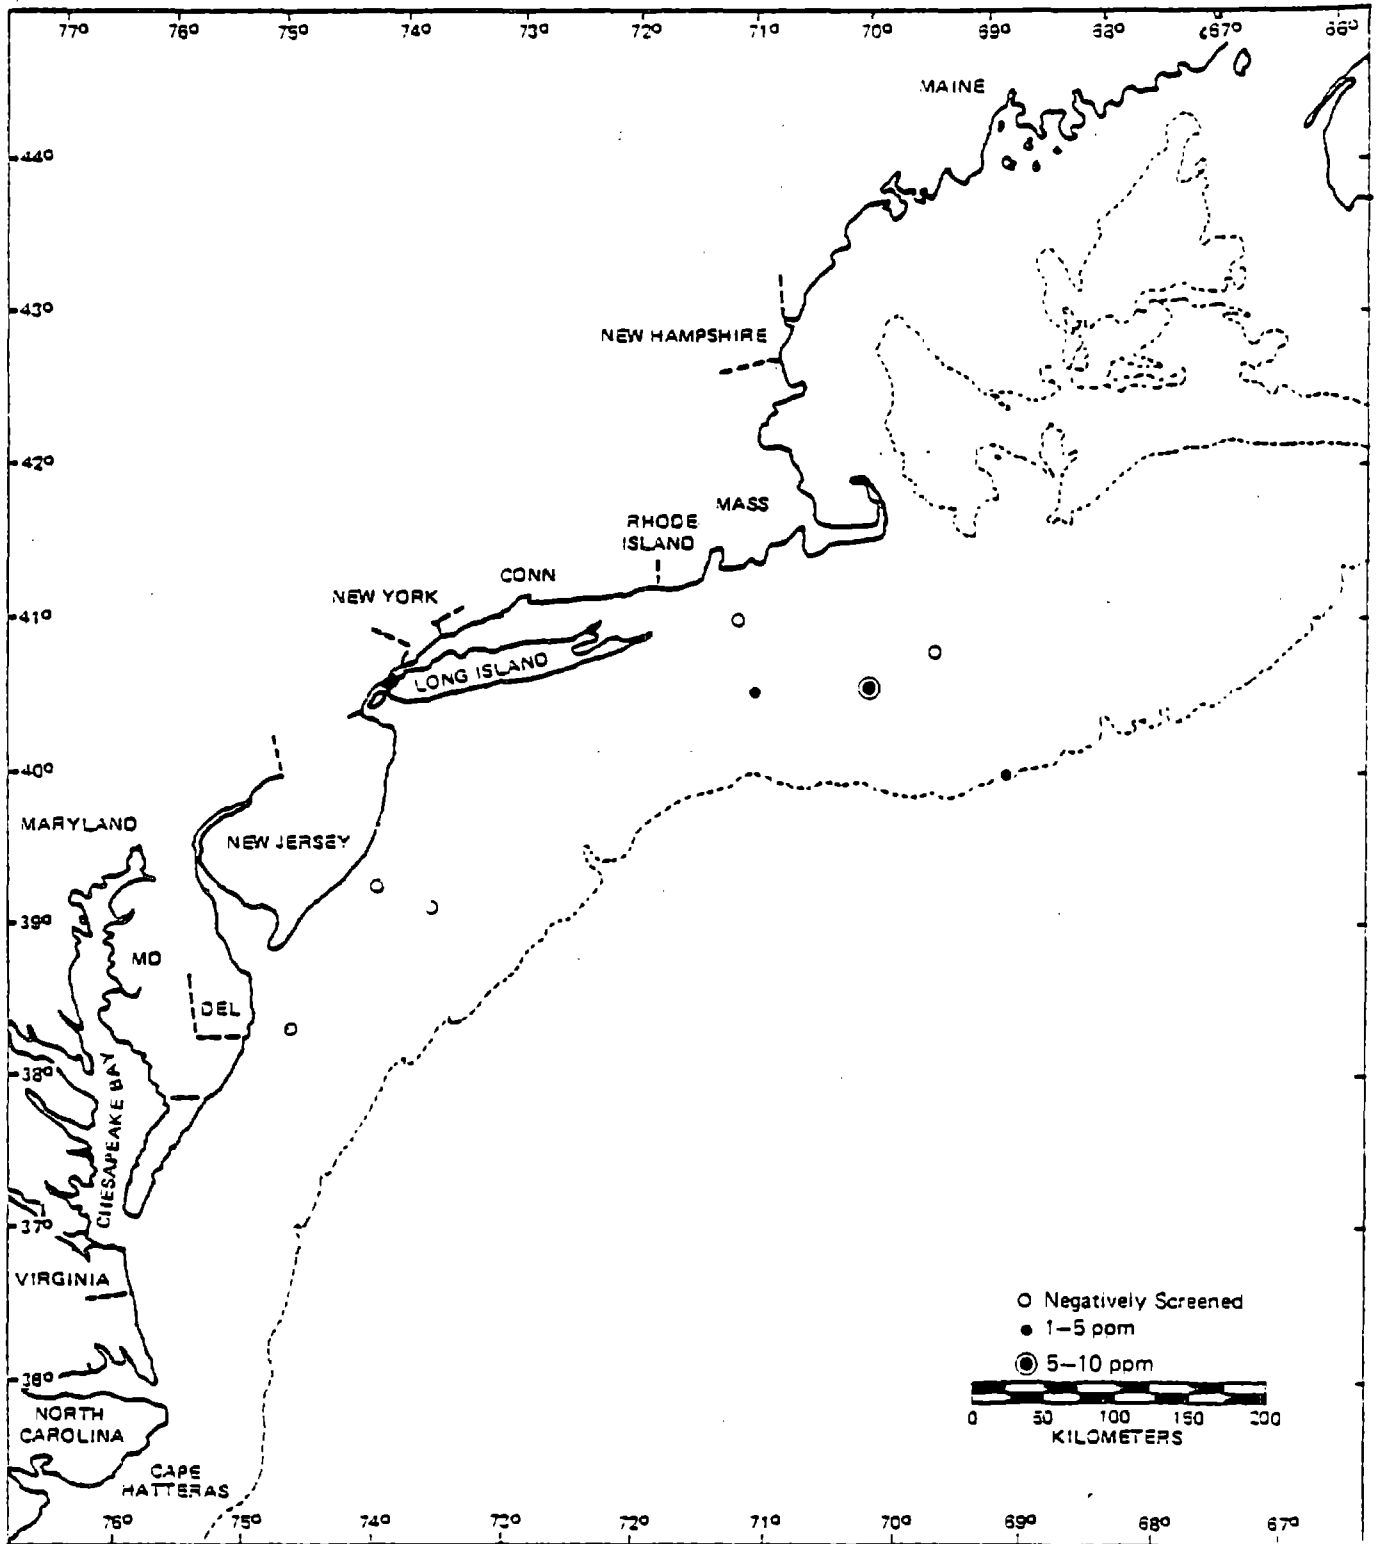 77° 76° 75° 74° 73° 72° 71° 70° 69° 68° 67° 66°
MAINE
44°
43°
NEW HAMPSHIRE
42°
MASS
RHODE
ISLAND
CONN
NEW YORK
41°
LONG ISLAND
40°
MARYLAND
NEW JERSEY
39°
MD
DEL
38°
CHESAPEAKE BAY
37°
VIRGINIA
Negatively Screened
1–5 ppm
36°
5–10 ppm
NORTH
CAROLINA
0 50 100 150 200
KILOMETERS
CAPE
HATTERAS
76° 75° 74° 73° 72° 71° 70° 69° 68° 67°